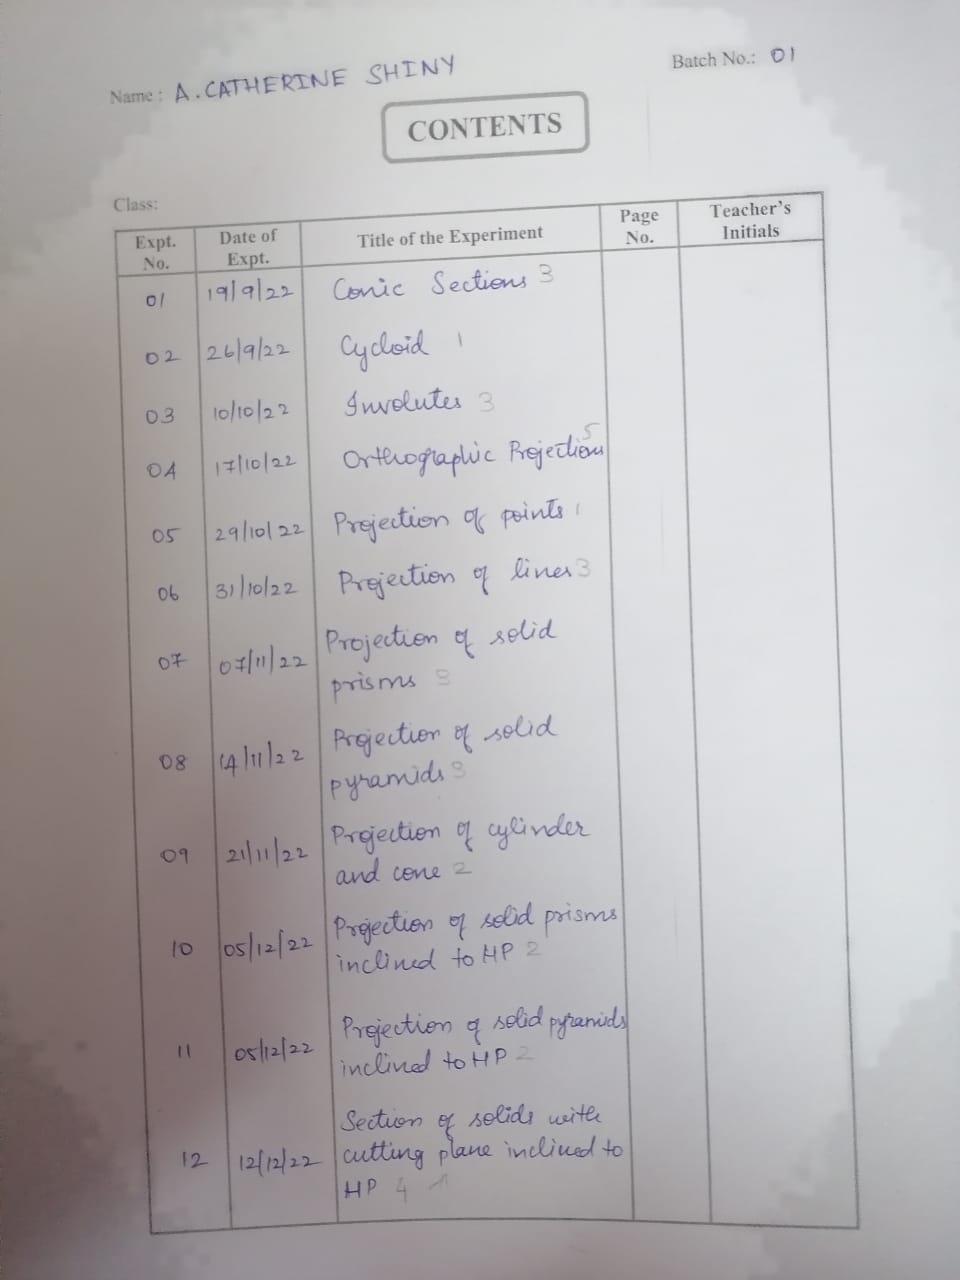 Name : A. CATHERINE SHINY
Batch No.: 01
CONTENTS
Class:
Expt. No. Date of Expt. Title of the Experiment Page No. Teacher's Initials
01 19/9/22 Conic Sections 3
02 26/9/22 Cycloid 1
03 10/10/22 Involutes 3
04 17/10/22 Orthographic Projections 5
05 29/10/22 Projection of points 1
06 31/10/22 Projection of lines 3
07 07/11/22 Projection of solid
prisms 3
08 14/11/22 Projection of solid
pyramids 3
09 21/11/22 Projection of cylinder
and cone 2
10 05/12/22 Projection of solid prisms
inclined to HP 2
11 05/12/22 Projection of solid pyramids
inclined to HP 2
12 12/12/22 Section of solids with
cutting plane inclined to
HP 4